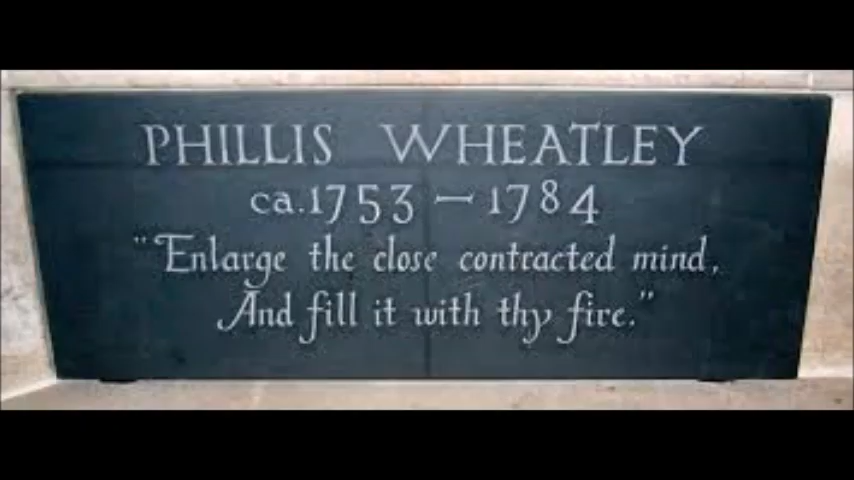 PHILLIS WHEATLEY
ca.1753 — 1784
"Enlarge the close contracted mind,
And fill it with thy fire."